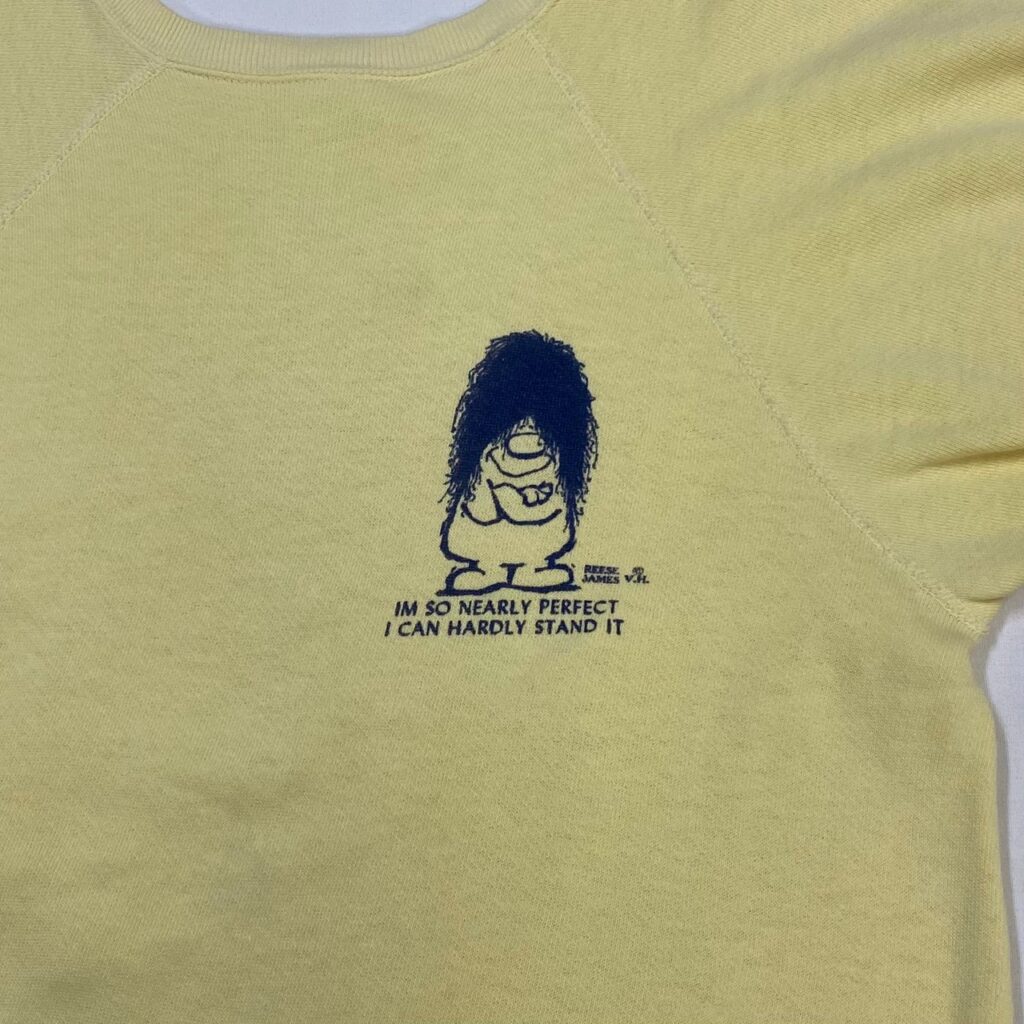 REESE ®
JAMES V.H.
IM SO NEARLY PERFECT
I CAN HARDLY STAND IT